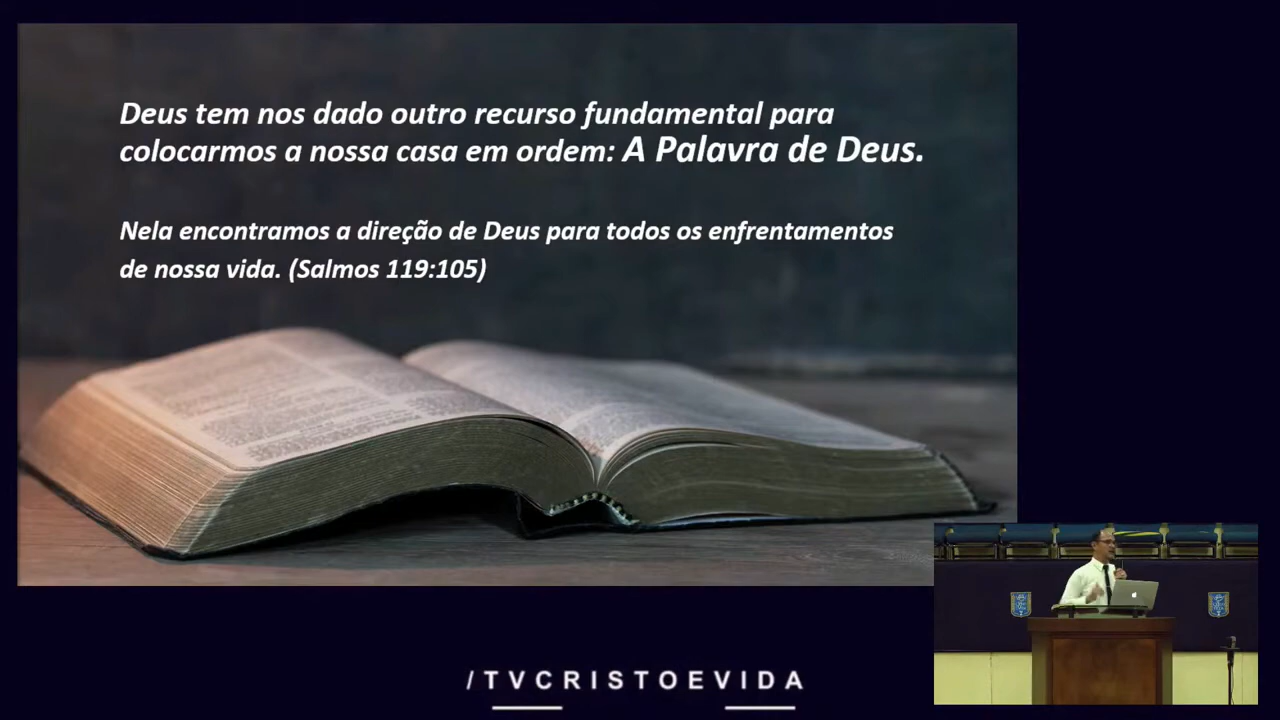 Deus tem nos dado outro recurso fundamental para
colocarmos a nossa casa em ordem: A Palavra de Deus.
Nela encontramos a direção de Deus para todos os enfrentamentos
de nossa vida. (Salmos 119:105)
/TVCRISTOEVIDA